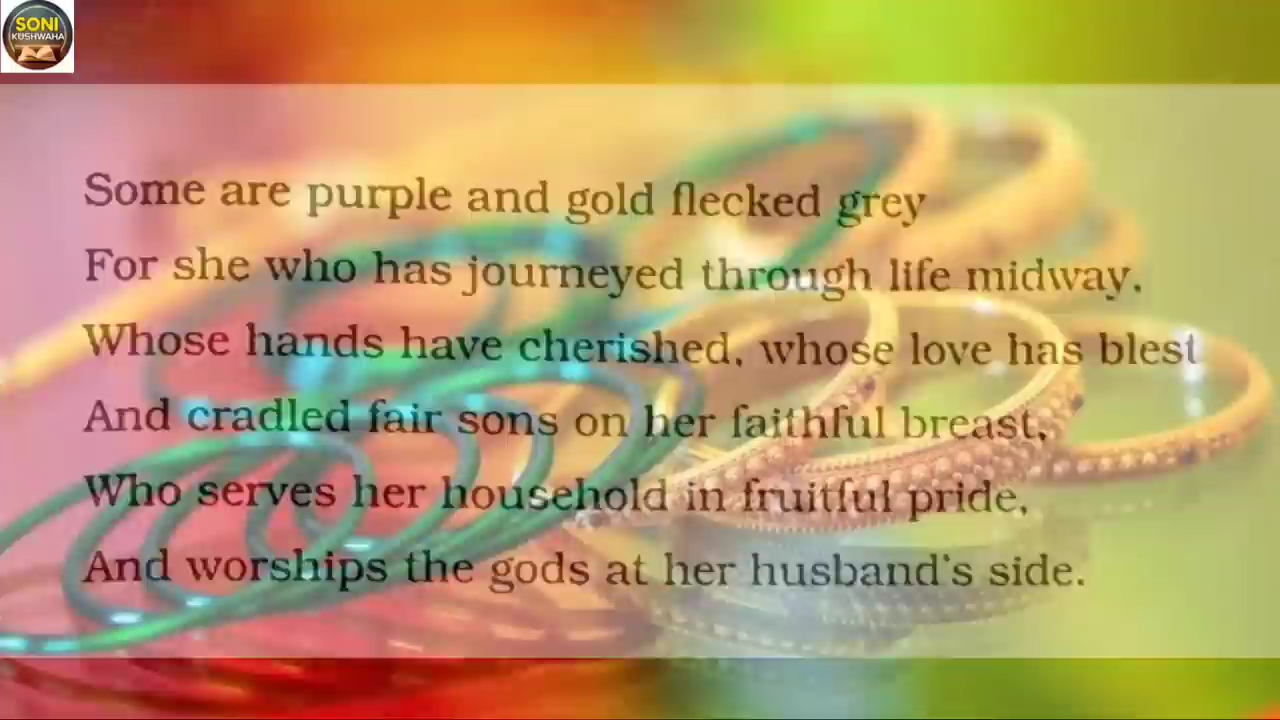 SONI
KUSHWAHA
Some are purple and gold flecked grey
For she who has journeyed through life midway,
Whose hands have cherished, whose love has blest
And cradled fair sons on her faithful breast,
Who serves her household in fruitful pride,
And worships the gods at her husband's side.